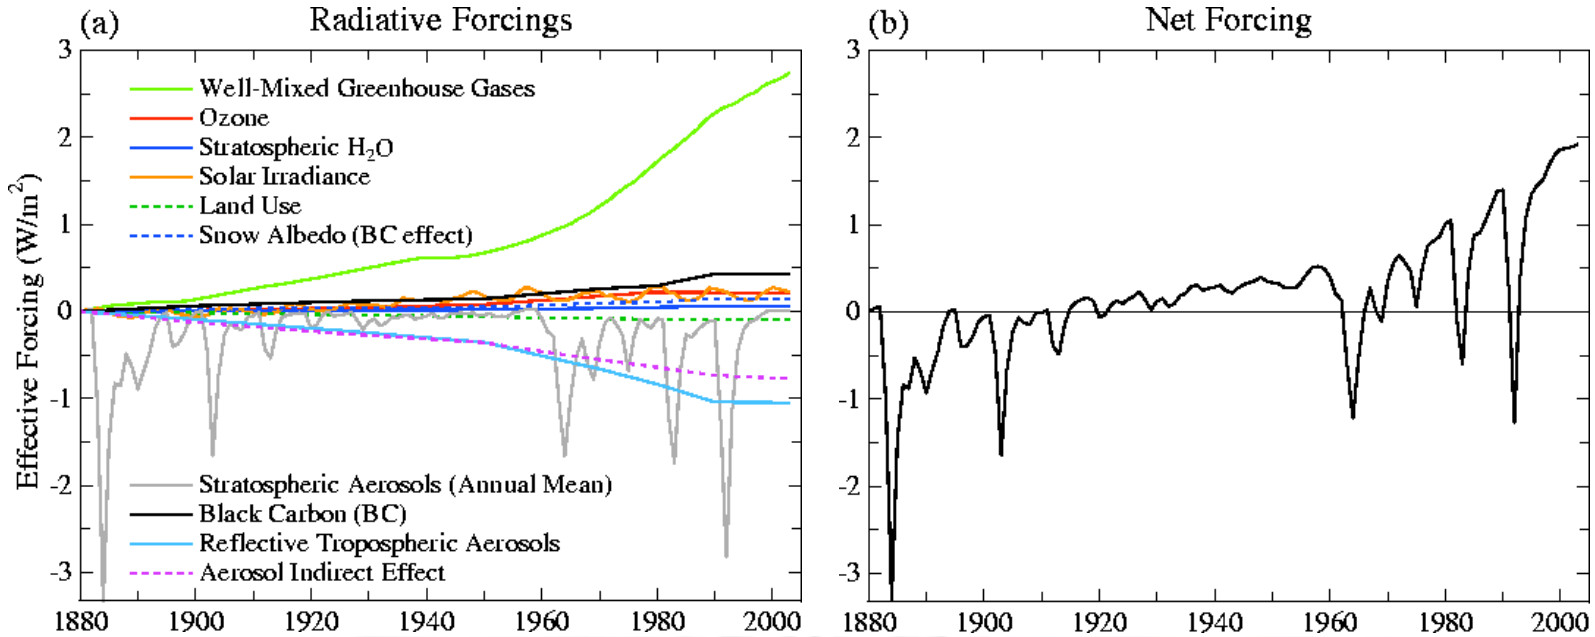 (a) Radiative Forcings
Effective Forcing (W/m²)
3
2
1
0
-1
-2
-3
Well-Mixed Greenhouse Gases
Ozone
Stratospheric H₂O
Solar Irradiance
Land Use
Snow Albedo (BC effect)
Stratospheric Aerosols (Annual Mean)
Black Carbon (BC)
Reflective Tropospheric Aerosols
Aerosol Indirect Effect
1880 1900 1920 1940 1960 1980 2000
(b) Net Forcing
3
2
1
0
-1
-2
-3
1880 1900 1920 1940 1960 1980 2000